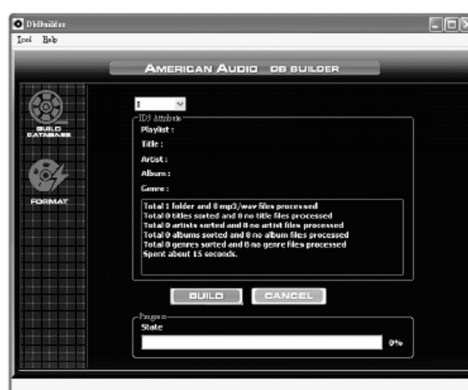 DbBuilder
Tool Help
AMERICAN AUDIO DB BUILDER
1
BUILD
DATABASE
FORMAT
ID3 Attribute
Playlist :
Title :
Artist :
Album :
Genre :
Total 1 folder and 8 mp3/wav files processed
Total 0 titles sorted and 8 no title files processed
Total 0 artists sorted and 8 no artist files processed
Total 0 albums sorted and 8 no album files processed
Total 0 genres sorted and 8 no genre files processed
Spent about 15 seconds.
BUILD CANCEL
Progress
State
0%